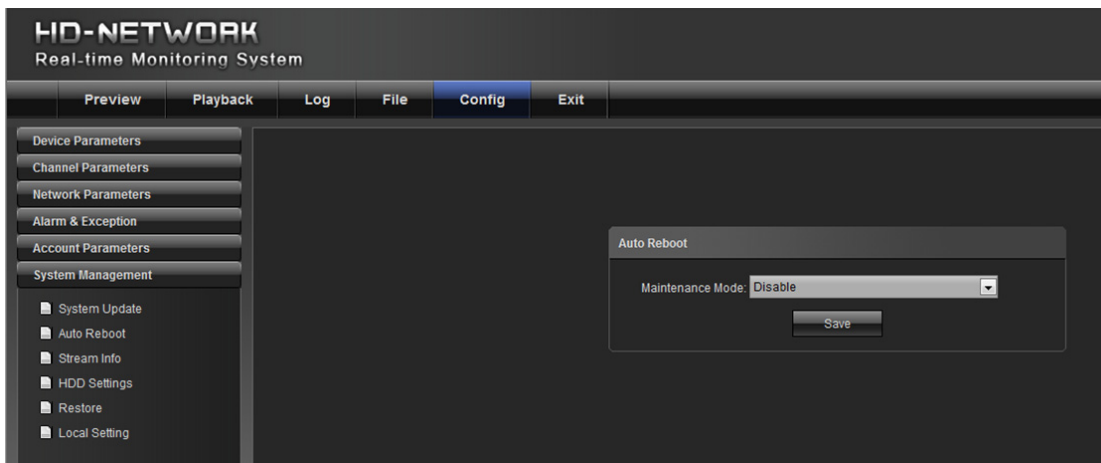 HD-NETWORK
Real-time Monitoring System
Preview Playback Log File Config Exit
Device Parameters
Channel Parameters
Network Parameters
Alarm & Exception
Account Parameters
System Management
System Update
Auto Reboot
Stream Info
HDD Settings
Restore
Local Setting
Auto Reboot
Maintenance Mode: Disable
Save